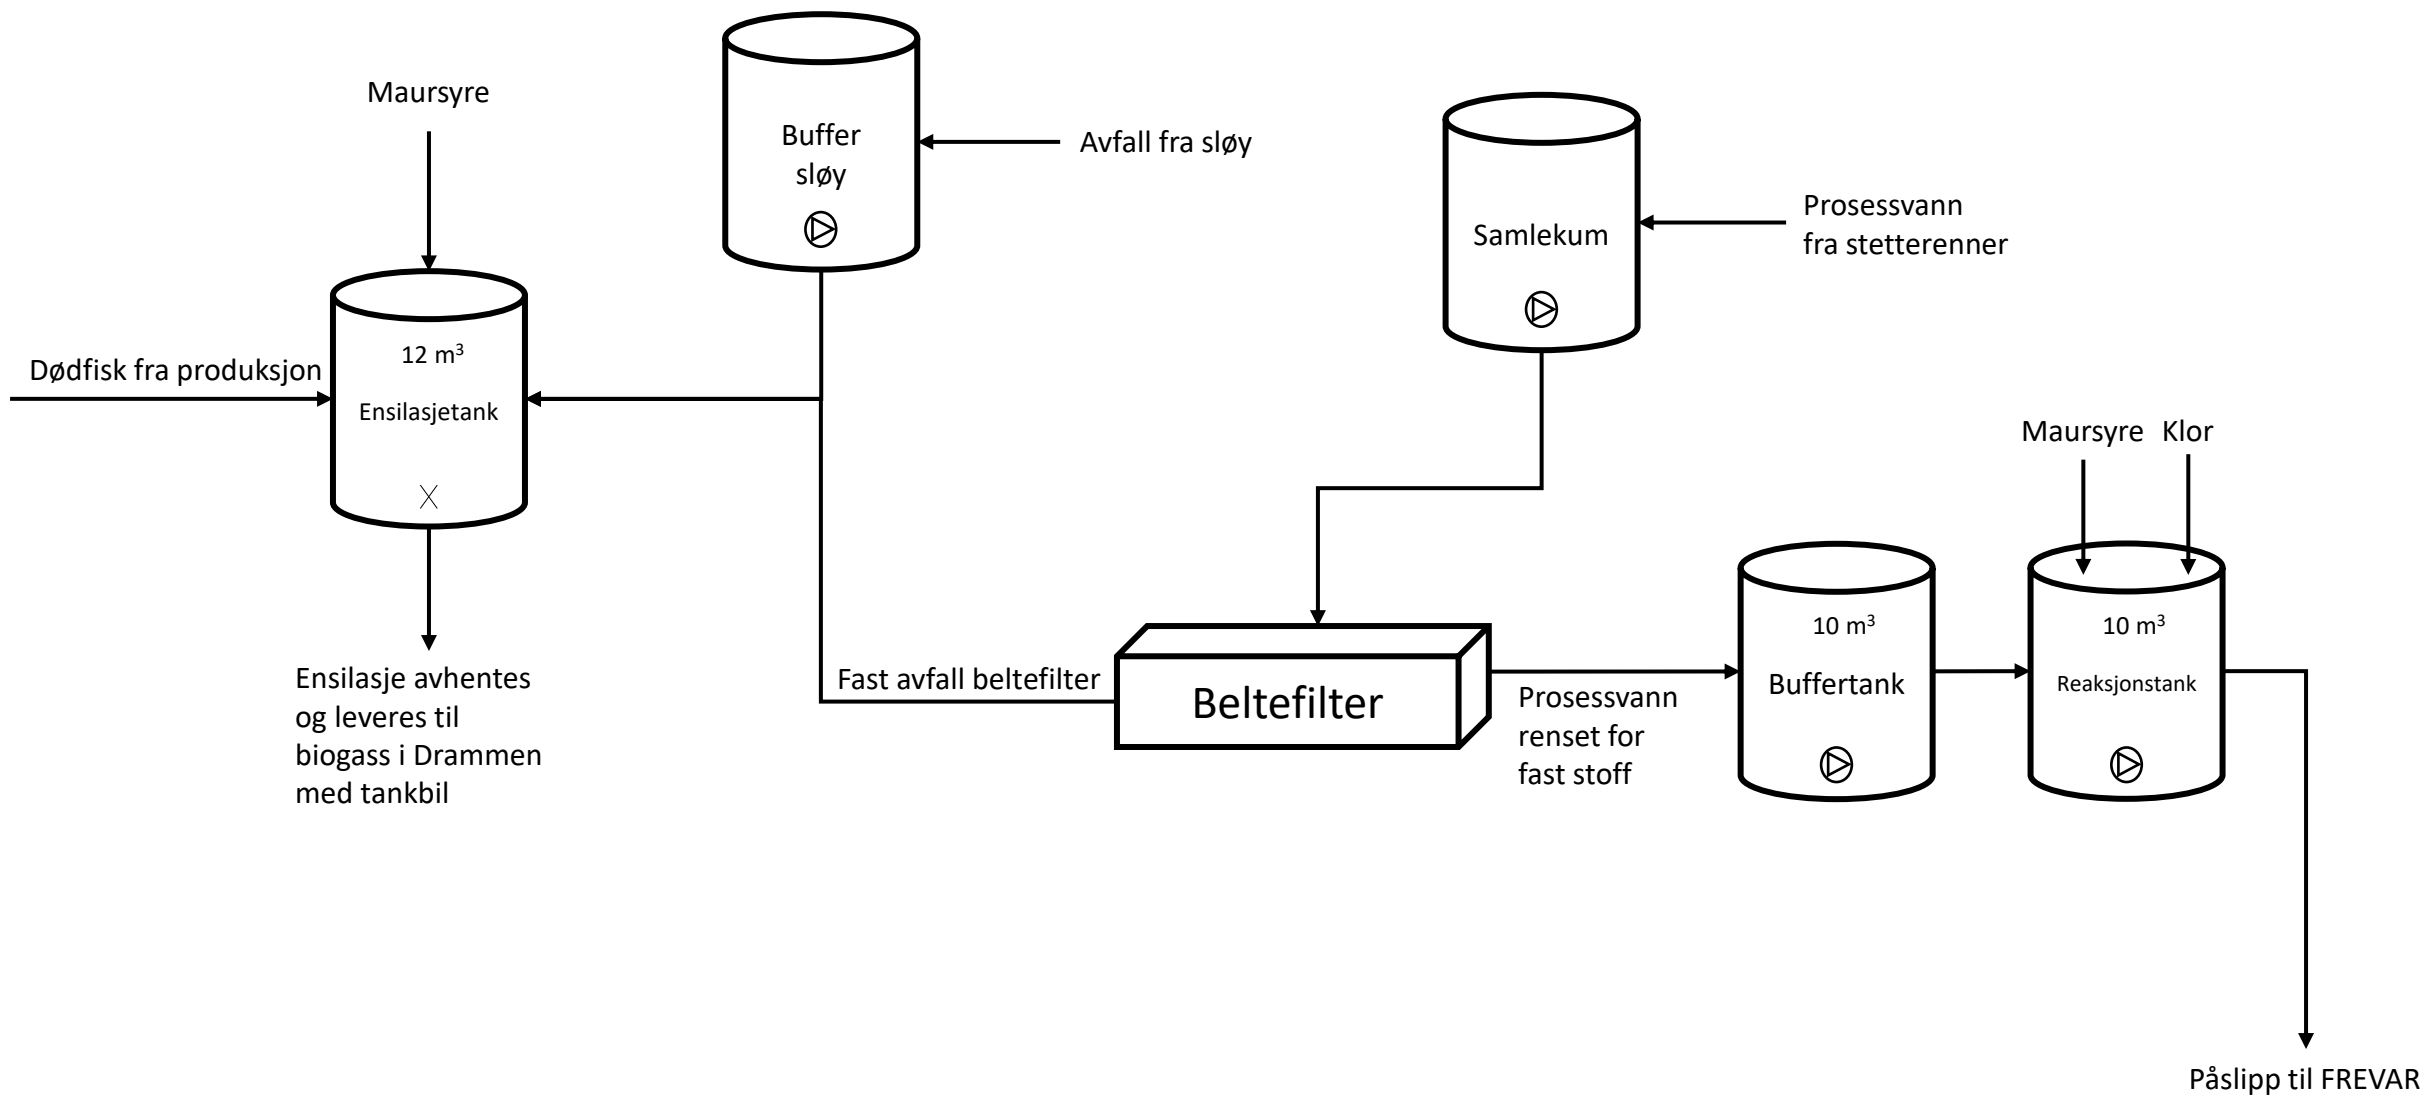 Maursyre
Buffer
sløy
Avfall fra sløy
Samlekum
Prosessvann
fra stetterenner
Dødfisk fra produksjon
12 m³
Ensilasjetank
X
Ensilasje avhentes
og leveres til
biogass i Drammen
med tankbil
Fast avfall beltefilter
Beltefilter
Prosessvann
renset for
fast stoff
10 m³
Buffertank
Maursyre Klor
10 m³
Reaksjonstank
Påslipp til FREVAR